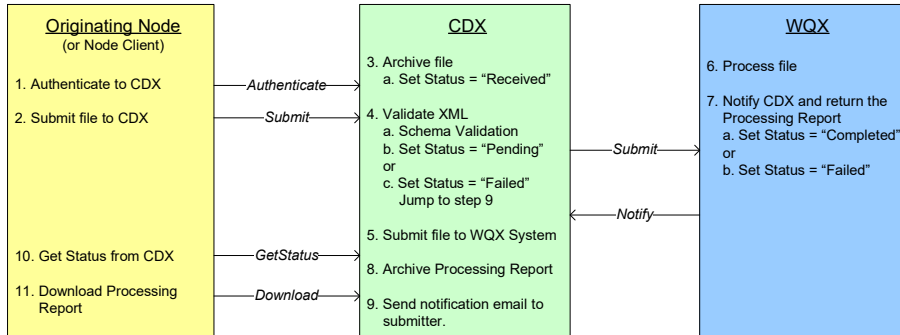 Originating Node
(or Node Client)
1. Authenticate to CDX
2. Submit file to CDX
10. Get Status from CDX
11. Download Processing
Report
Authenticate
Submit
GetStatus
Download
CDX
3. Archive file
a. Set Status = “Received”
4. Validate XML
a. Schema Validation
b. Set Status = “Pending”
or
c. Set Status = “Failed”
Jump to step 9
5. Submit file to WQX System
8. Archive Processing Report
9. Send notification email to
submitter.
Submit
Notify
WQX
6. Process file
7. Notify CDX and return the
Processing Report
a. Set Status = “Completed”
or
b. Set Status = “Failed”